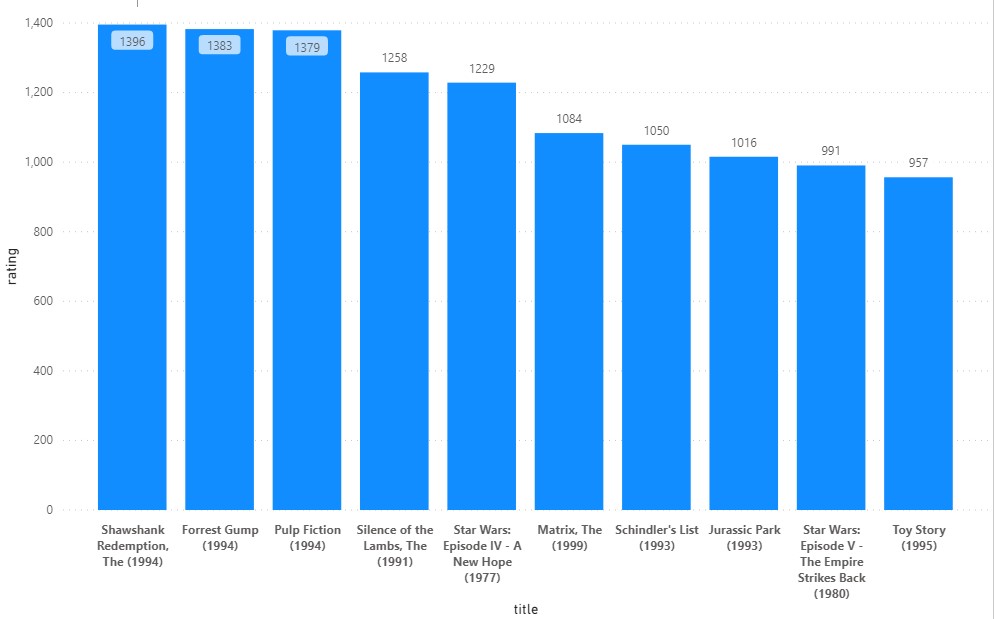 1,400
1,200
1,000
800
600
400
200
0
rating
1396
1383
1379
1258
1229
1084
1050
1016
991
957
Shawshank
Redemption,
The (1994)
Forrest Gump
(1994)
Pulp Fiction
(1994)
Silence of the
Lambs, The
(1991)
Star Wars:
Episode IV - A
New Hope
(1977)
Matrix, The
(1999)
Schindler's List
(1993)
Jurassic Park
(1993)
Star Wars:
Episode V -
The Empire
Strikes Back
(1980)
Toy Story
(1995)
title